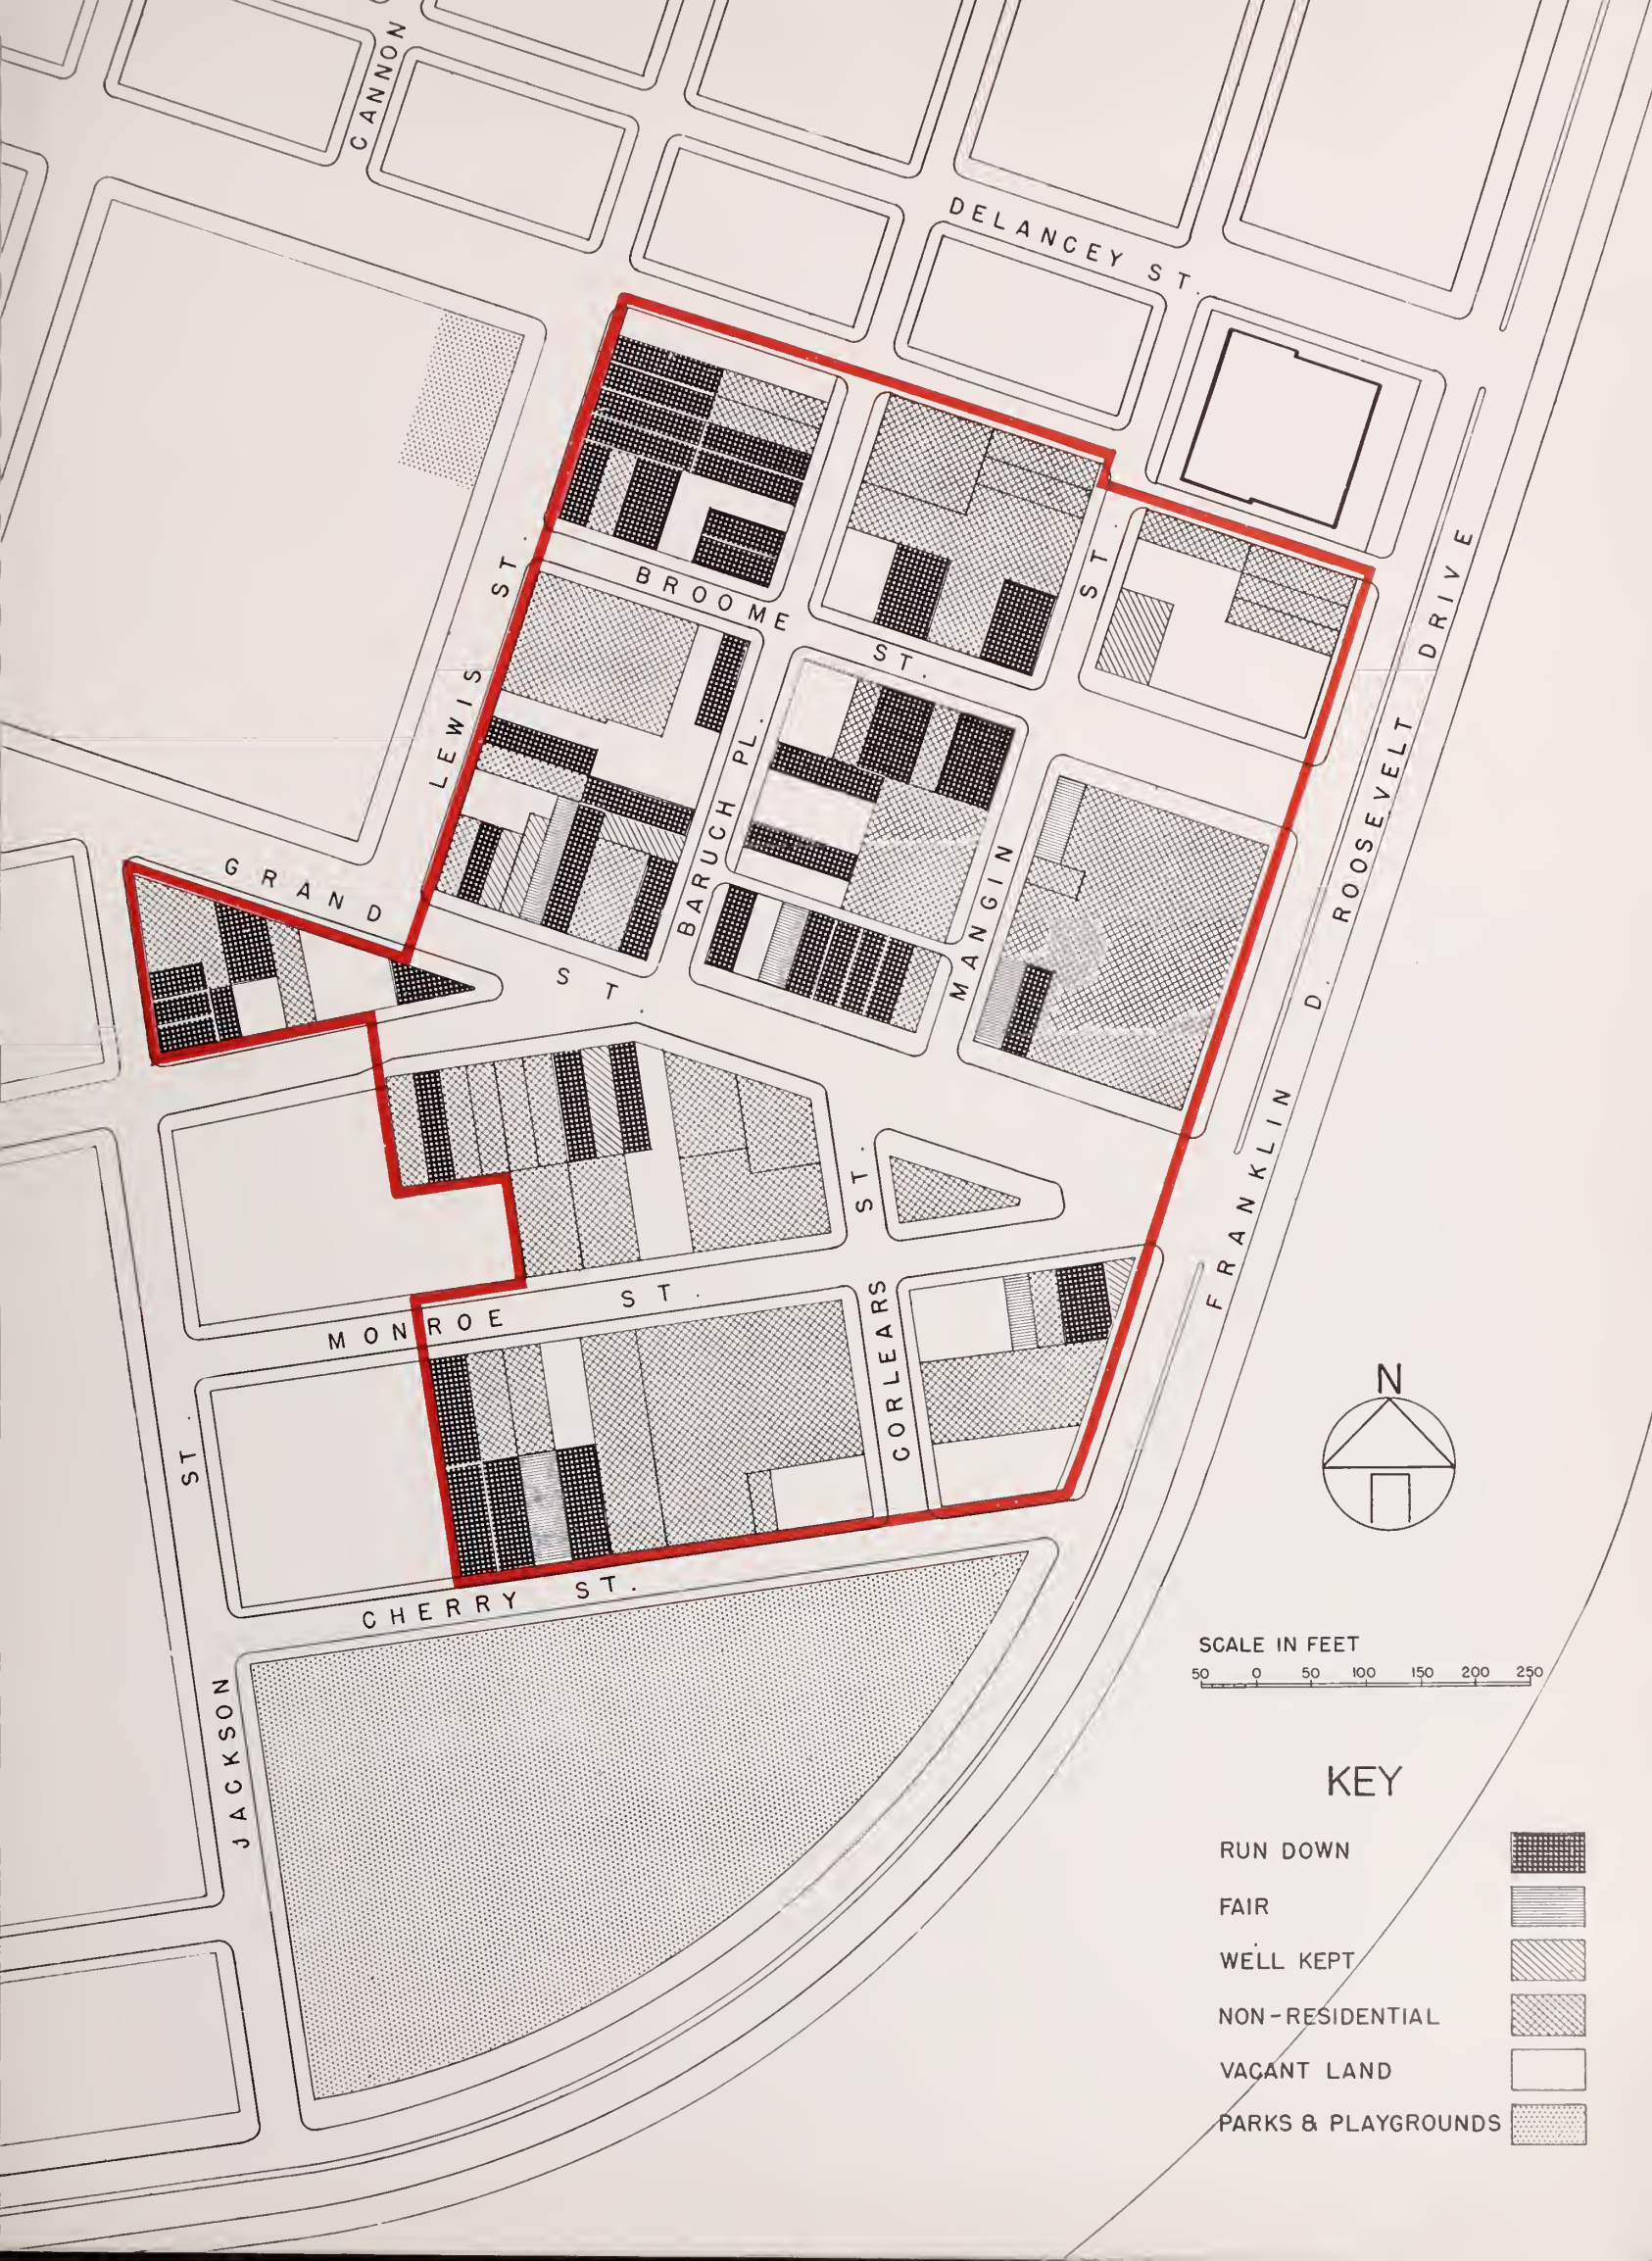 CANNON
DELANCEY ST.
BROOME ST.
LEWIS ST.
BARUCH PL.
MANGIN ST.
GRAND ST.
FRANKLIN D. ROOSEVELT DRIVE
MONROE ST.
CORLEARS ST.
CHERRY ST.
JACKSON ST.
N
SCALE IN FEET
50 0 50 100 150 200 250
KEY
RUN DOWN
FAIR
WELL KEPT
NON-RESIDENTIAL
VACANT LAND
PARKS & PLAYGROUNDS